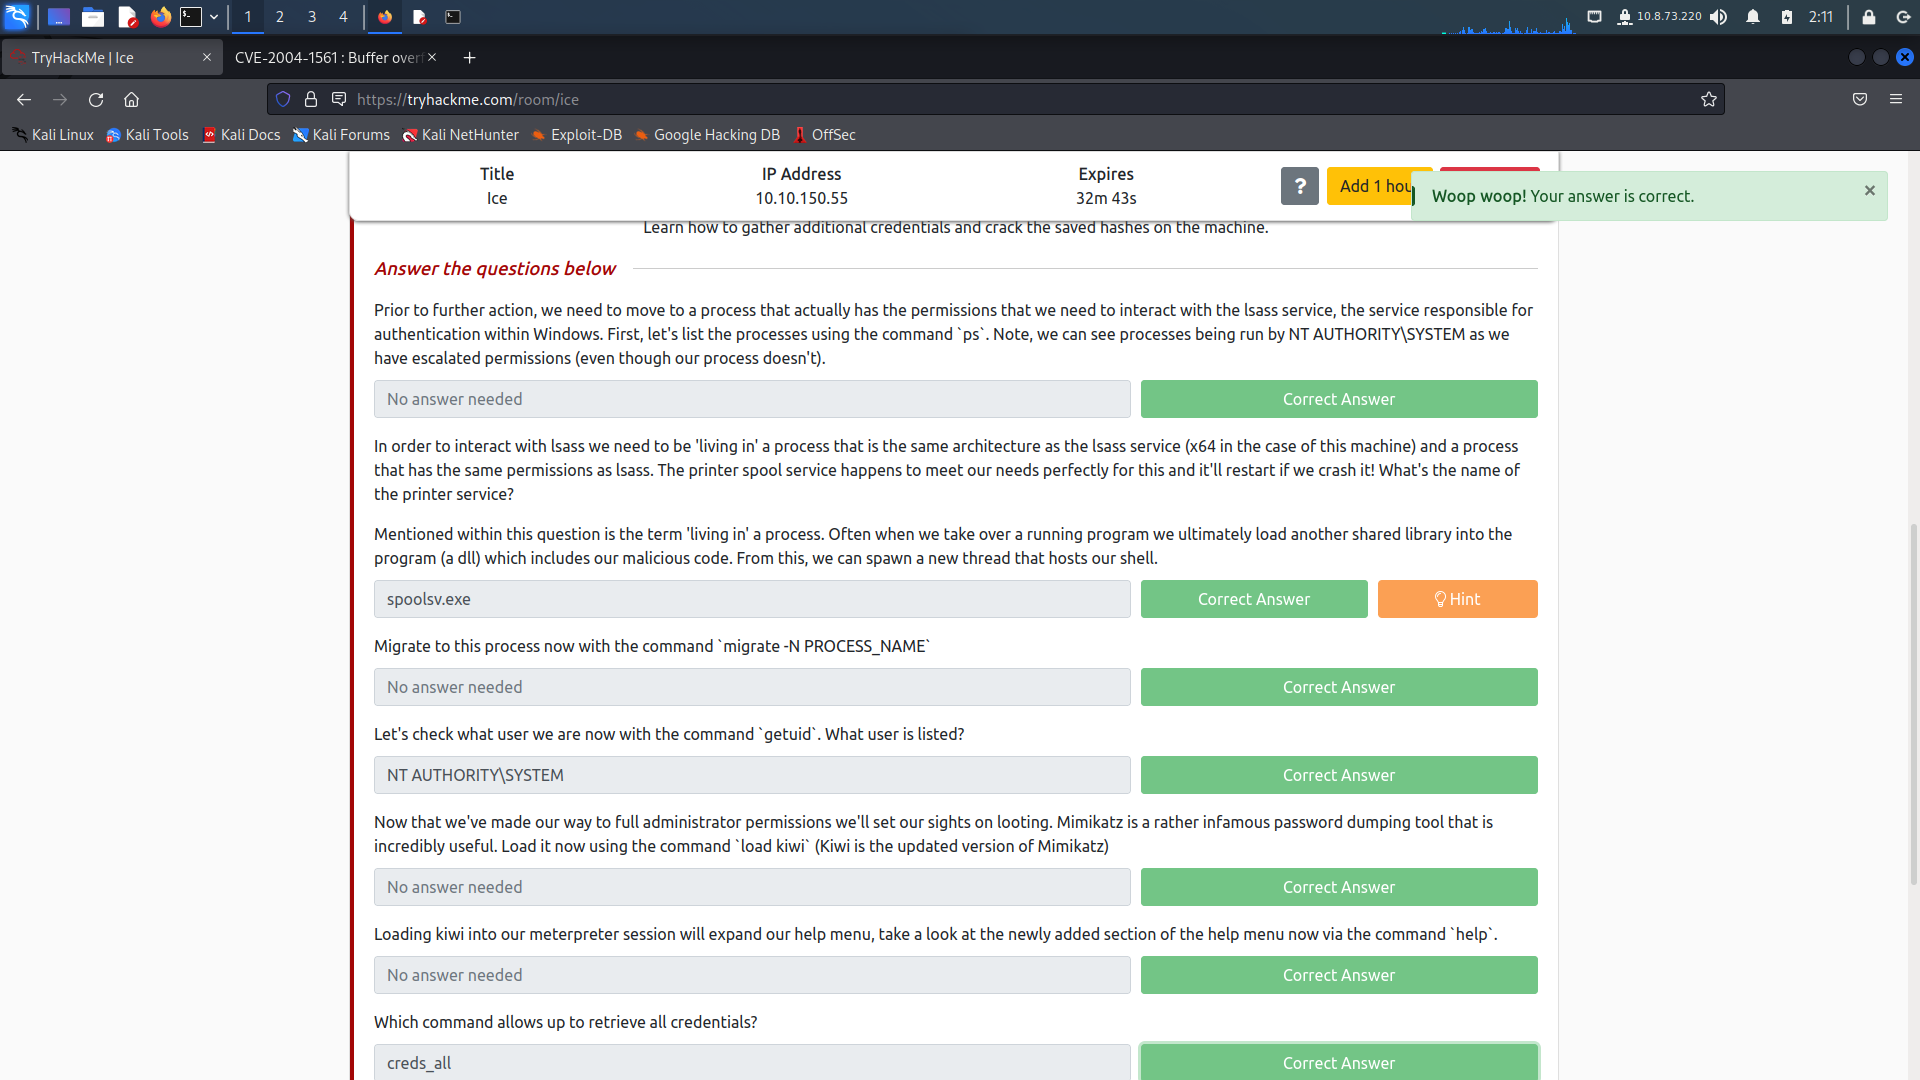 1
2
3
4
10.8.73.220
2:11
TryHackMe | Ice
CVE-2004-1561 : Buffer over
https://tryhackme.com/room/ice
Kali Linux
Kali Tools
Kali Docs
Kali Forums
Kali NetHunter
Exploit-DB
Google Hacking DB
OffSec
Title
IP Address
Expires
Ice
10.10.150.55
32m 43s
?
Add 1 hou
Woop woop! Your answer is correct.
Learn how to gather additional credentials and crack the saved hashes on the machine.
Answer the questions below
Prior to further action, we need to move to a process that actually has the permissions that we need to interact with the lsass service, the service responsible for
authentication within Windows. First, let's list the processes using the command `ps`. Note, we can see processes being run by NT AUTHORITY\SYSTEM as we
have escalated permissions (even though our process doesn't).
No answer needed
Correct Answer
In order to interact with lsass we need to be 'living in' a process that is the same architecture as the lsass service (x64 in the case of this machine) and a process
that has the same permissions as lsass. The printer spool service happens to meet our needs perfectly for this and it'll restart if we crash it! What's the name of
the printer service?
Mentioned within this question is the term 'living in' a process. Often when we take over a running program we ultimately load another shared library into the
program (a dll) which includes our malicious code. From this, we can spawn a new thread that hosts our shell.
spoolsv.exe
Correct Answer
Hint
Migrate to this process now with the command `migrate -N PROCESS_NAME`
No answer needed
Correct Answer
Let's check what user we are now with the command `getuid`. What user is listed?
NT AUTHORITY\SYSTEM
Correct Answer
Now that we've made our way to full administrator permissions we'll set our sights on looting. Mimikatz is a rather infamous password dumping tool that is
incredibly useful. Load it now using the command `load kiwi` (Kiwi is the updated version of Mimikatz)
No answer needed
Correct Answer
Loading kiwi into our meterpreter session will expand our help menu, take a look at the newly added section of the help menu now via the command `help`.
No answer needed
Correct Answer
Which command allows up to retrieve all credentials?
creds_all
Correct Answer